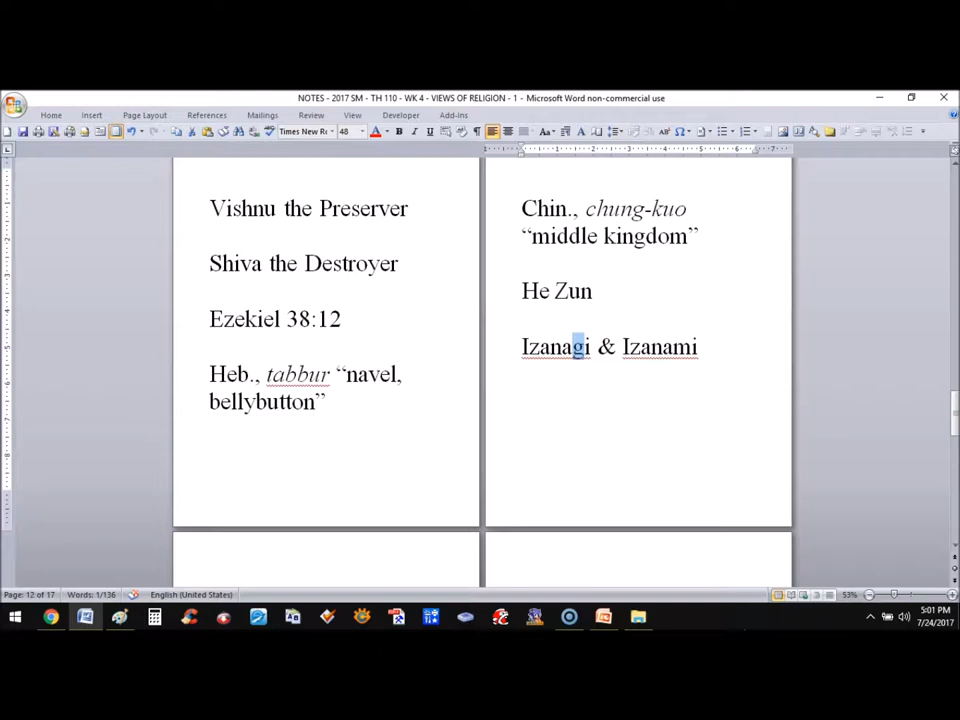 NOTES - 2017 SM - TH 110 - WK 4 - VIEWS OF RELIGION - 1 - Microsoft Word non-commercial use
Home Insert Page Layout References Mailings Review View Developer Add-Ins
Times New R 48
Vishnu the Preserver
Shiva the Destroyer
Ezekiel 38:12
Heb., tabbur “navel,
bellybutton”
Chin., chung-kuo
“middle kingdom”
He Zun
Izanagi & Izanami
Page: 12 of 17 Words: 1/136 English (United States) 53%
5:01 PM
7/24/2017